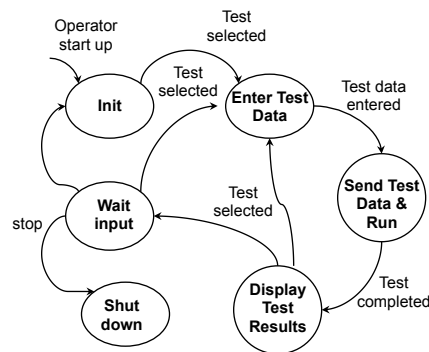 Operator
start up
Test
selected
Init
Test
selected
Enter Test
Data
Test data
entered
Wait
input
Test
selected
Send Test
Data &
Run
stop
Shut
down
Display
Test
Results
Test
completed